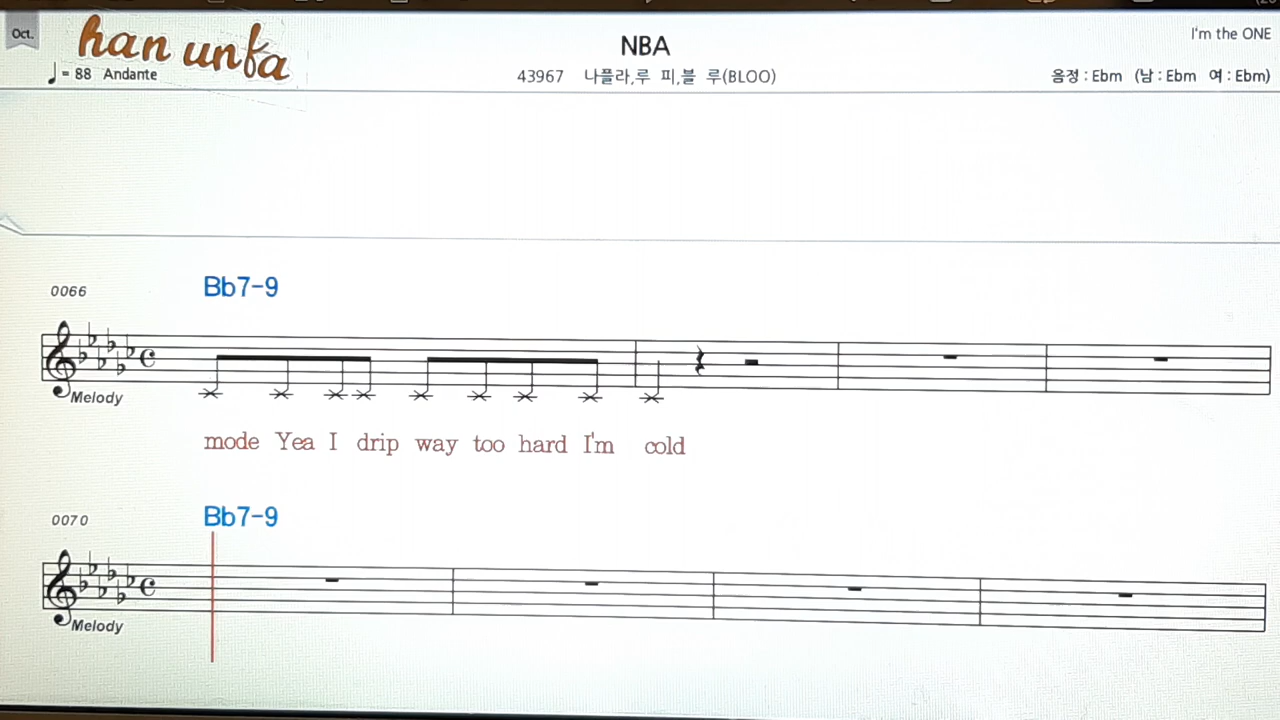 Oct.
han unfa
NBA
I'm the ONE
♩= 88 Andante
43967 나플라,루 피,블 루(BLOO)
음정 : Ebm (남 : Ebm 여 : Ebm)
Bb7-9
0066
Melody
mode Yea I drip way too hard I'm cold
Bb7-9
0070
Melody